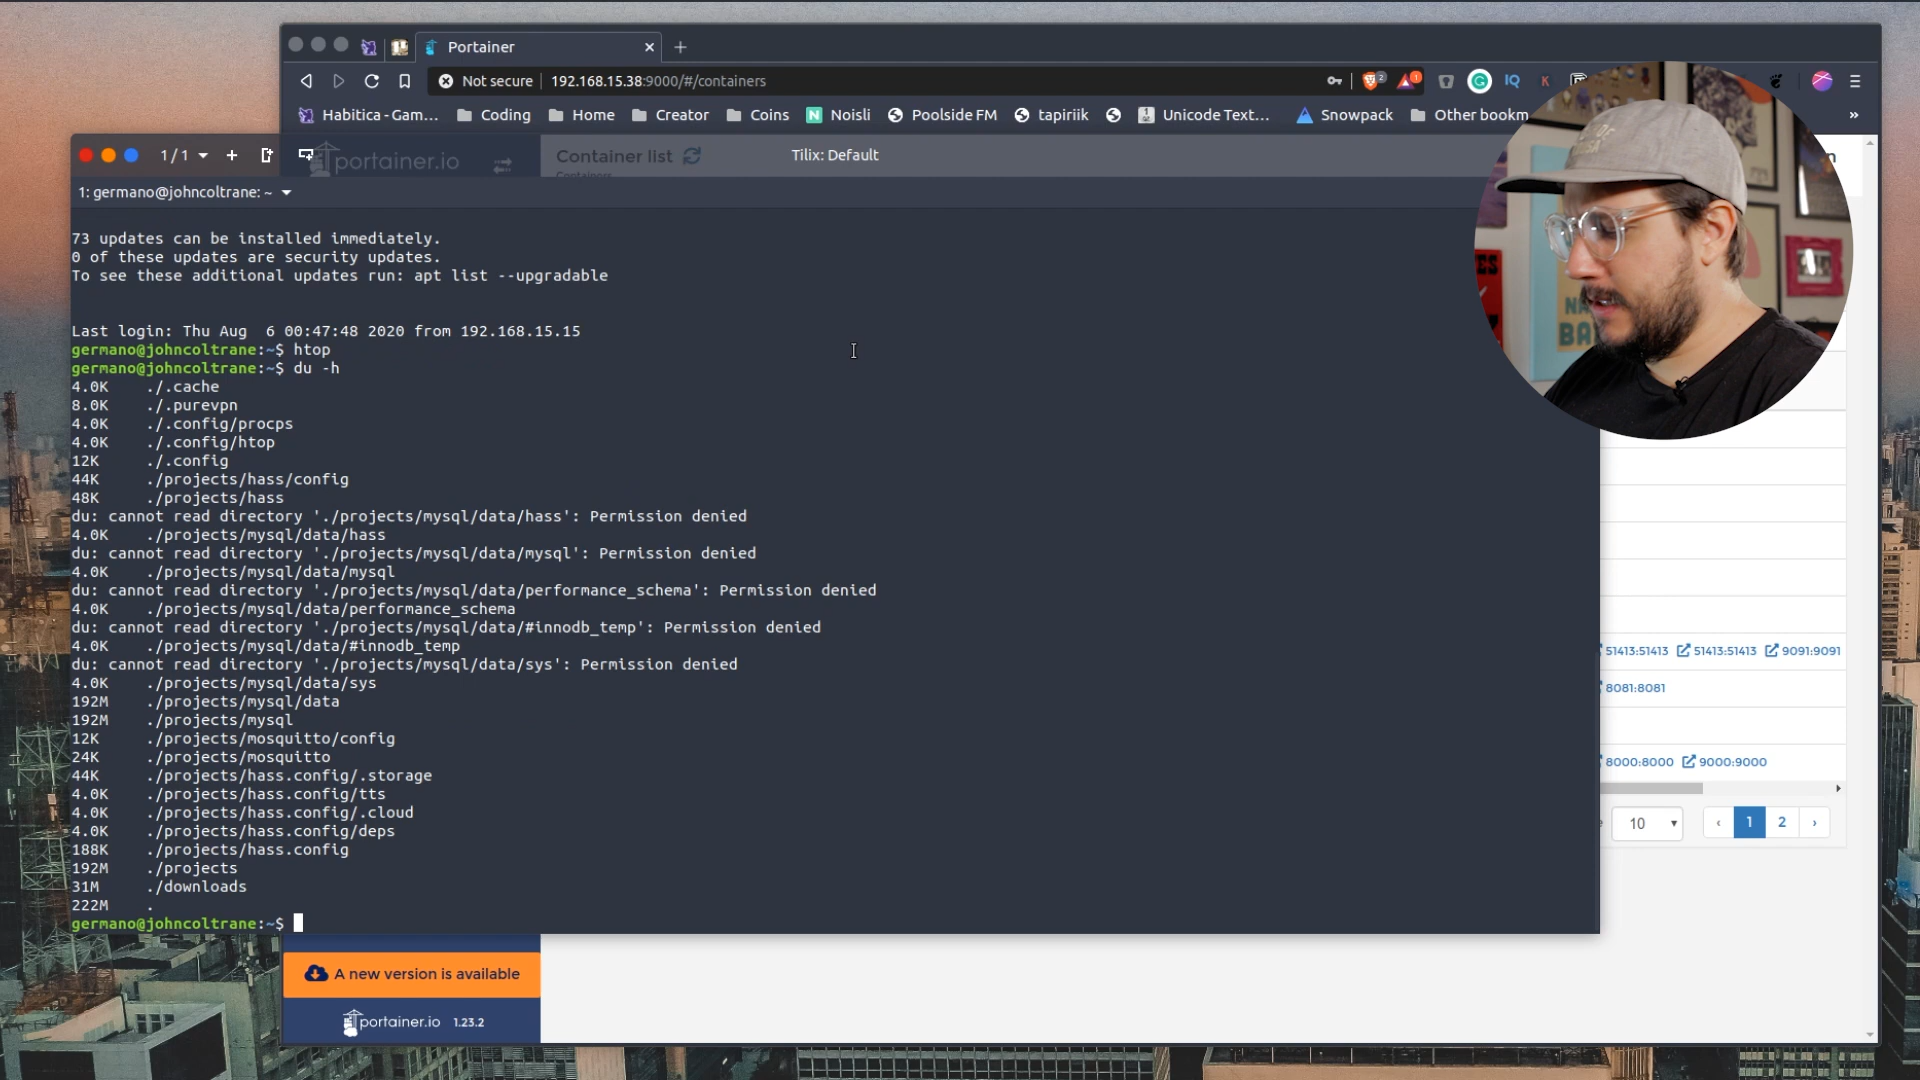 Portainer
Not secure 192.168.15.38:9000/#/containers
2 1 IQ K
Habitica - Gam... Coding Home Creator Coins Noisli Poolside FM tapiriik Unicode Text... Snowpack Other bookm »
1 / 1 portainer.io Container list Tilix: Default
Containers
1: germano@johncoltrane: ~
73 updates can be installed immediately.
0 of these updates are security updates.
To see these additional updates run: apt list --upgradable
Last login: Thu Aug  6 00:47:48 2020 from 192.168.15.15
germano@johncoltrane:~$ htop
germano@johncoltrane:~$ du -h
4.0K ./.cache
8.0K ./.purevpn
4.0K ./.config/procps
4.0K ./.config/htop
12K ./.config
44K ./projects/hass/config
48K ./projects/hass
du: cannot read directory './projects/mysql/data/hass': Permission denied
4.0K ./projects/mysql/data/hass
du: cannot read directory './projects/mysql/data/mysql': Permission denied
4.0K ./projects/mysql/data/mysql
du: cannot read directory './projects/mysql/data/performance_schema': Permission denied
4.0K ./projects/mysql/data/performance_schema
du: cannot read directory './projects/mysql/data/#innodb_temp': Permission denied
4.0K ./projects/mysql/data/#innodb_temp
du: cannot read directory './projects/mysql/data/sys': Permission denied
4.0K ./projects/mysql/data/sys
192M ./projects/mysql/data
192M ./projects/mysql
12K ./projects/mosquitto/config
24K ./projects/mosquitto
44K ./projects/hass.config/.storage
4.0K ./projects/hass.config/tts
4.0K ./projects/hass.config/.cloud
4.0K ./projects/hass.config/deps
188K ./projects/hass.config
192M ./projects
31M ./downloads
222M .
germano@johncoltrane:~$
51413:51413 51413:51413 9091:9091
8081:8081
8000:8000 9000:9000
10 ‹ 1 2 ›
A new version is available
portainer.io 1.23.2